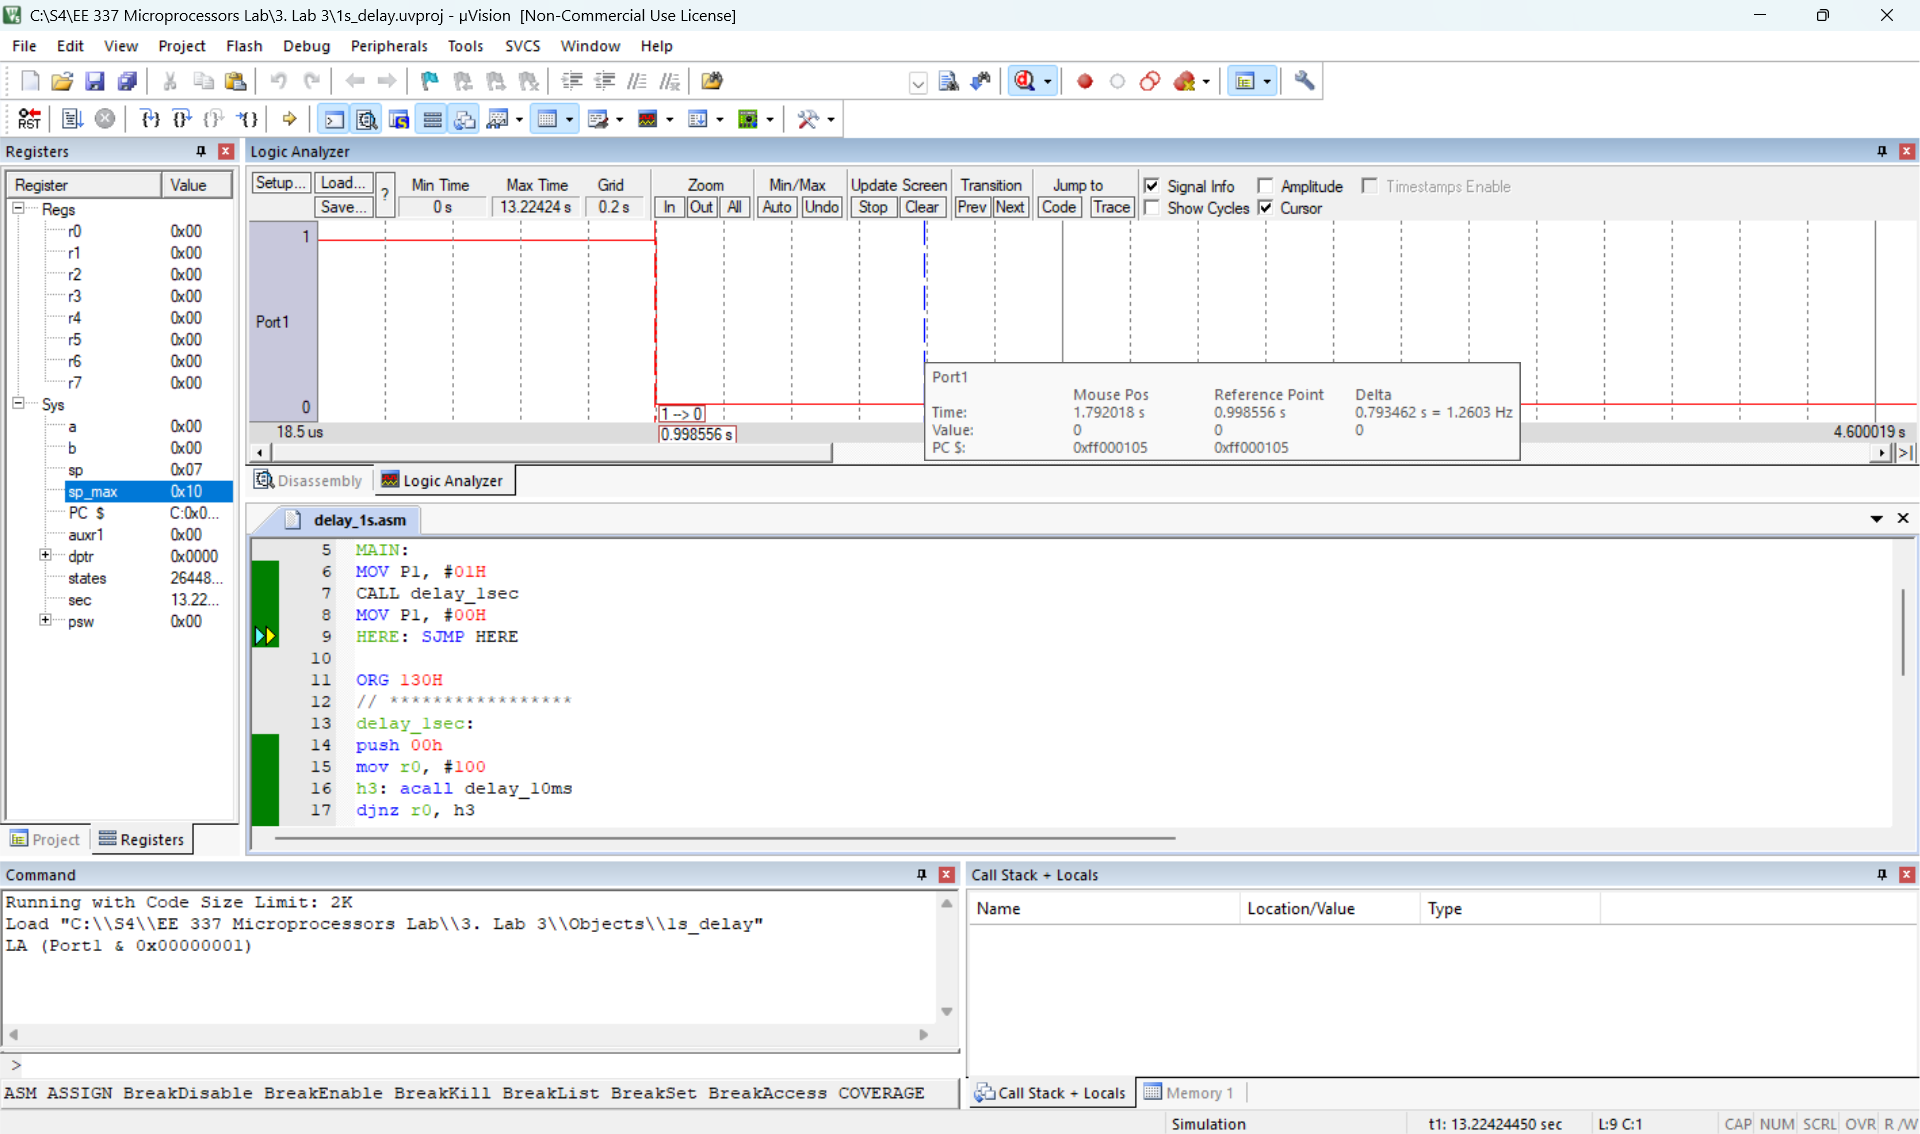 C:\S4\EE 337 Microprocessors Lab\3. Lab 3\1s_delay.uvproj - µVision [Non-Commercial Use License]
File Edit View Project Flash Debug Peripherals Tools SVCS Window Help
RST
Registers
Register Value
Regs
r0 0x00
r1 0x00
r2 0x00
r3 0x00
r4 0x00
r5 0x00
r6 0x00
r7 0x00
Sys
a 0x00
b 0x00
sp 0x07
sp_max 0x10
PC $ C:0x0...
auxr1 0x00
dptr 0x0000
states 26448...
sec 13.22...
psw 0x00
Project Registers
Logic Analyzer
Setup... Load... ? Min Time Max Time Grid Zoom Min/Max Update Screen Transition Jump to Signal Info Amplitude Timestamps Enable
Save... 0 s 13.22424 s 0.2 s In Out All Auto Undo Stop Clear Prev Next Code Trace Show Cycles Cursor
1
Port1
0
1 --> 0
18.5 us 0.998556 s 4.600019 s
Port1
Mouse Pos Reference Point Delta
Time: 1.792018 s 0.998556 s 0.793462 s = 1.2603 Hz
Value: 0 0 0
PC $: 0xff000105 0xff000105
Disassembly Logic Analyzer
delay_1s.asm
5 MAIN:
6 MOV P1, #01H
7 CALL delay_1sec
8 MOV P1, #00H
9 HERE: SJMP HERE
10
11 ORG 130H
12 // *****************
13 delay_1sec:
14 push 00h
15 mov r0, #100
16 h3: acall delay_10ms
17 djnz r0, h3
Command
Running with Code Size Limit: 2K
Load "C:\\S4\\EE 337 Microprocessors Lab\\3. Lab 3\\Objects\\1s_delay"
LA (Port1 & 0x00000001)
>
ASM ASSIGN BreakDisable BreakEnable BreakKill BreakList BreakSet BreakAccess COVERAGE
Call Stack + Locals
Name Location/Value Type
Call Stack + Locals Memory 1
Simulation t1: 13.22424450 sec L:9 C:1 CAP NUM SCRL OVR R/W